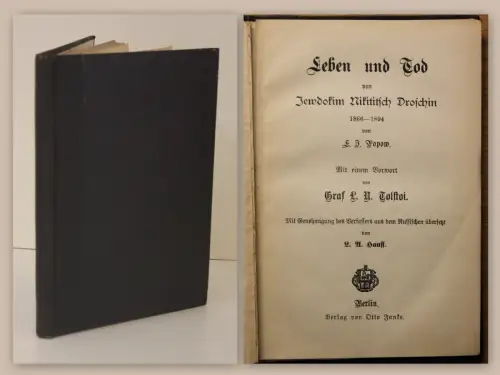 Leben und Tod
von
Jewdokim Nikititsch Droschin
1866—1894
von
E. J. Popow.
Mit einem Vorwort
von
Graf L. N. Tolstoi.
Mit Genehmigung des Verfassers aus dem Russischen übersetzt
von
L. A. Hauff.
Berlin.
Verlag von Otto Janke.